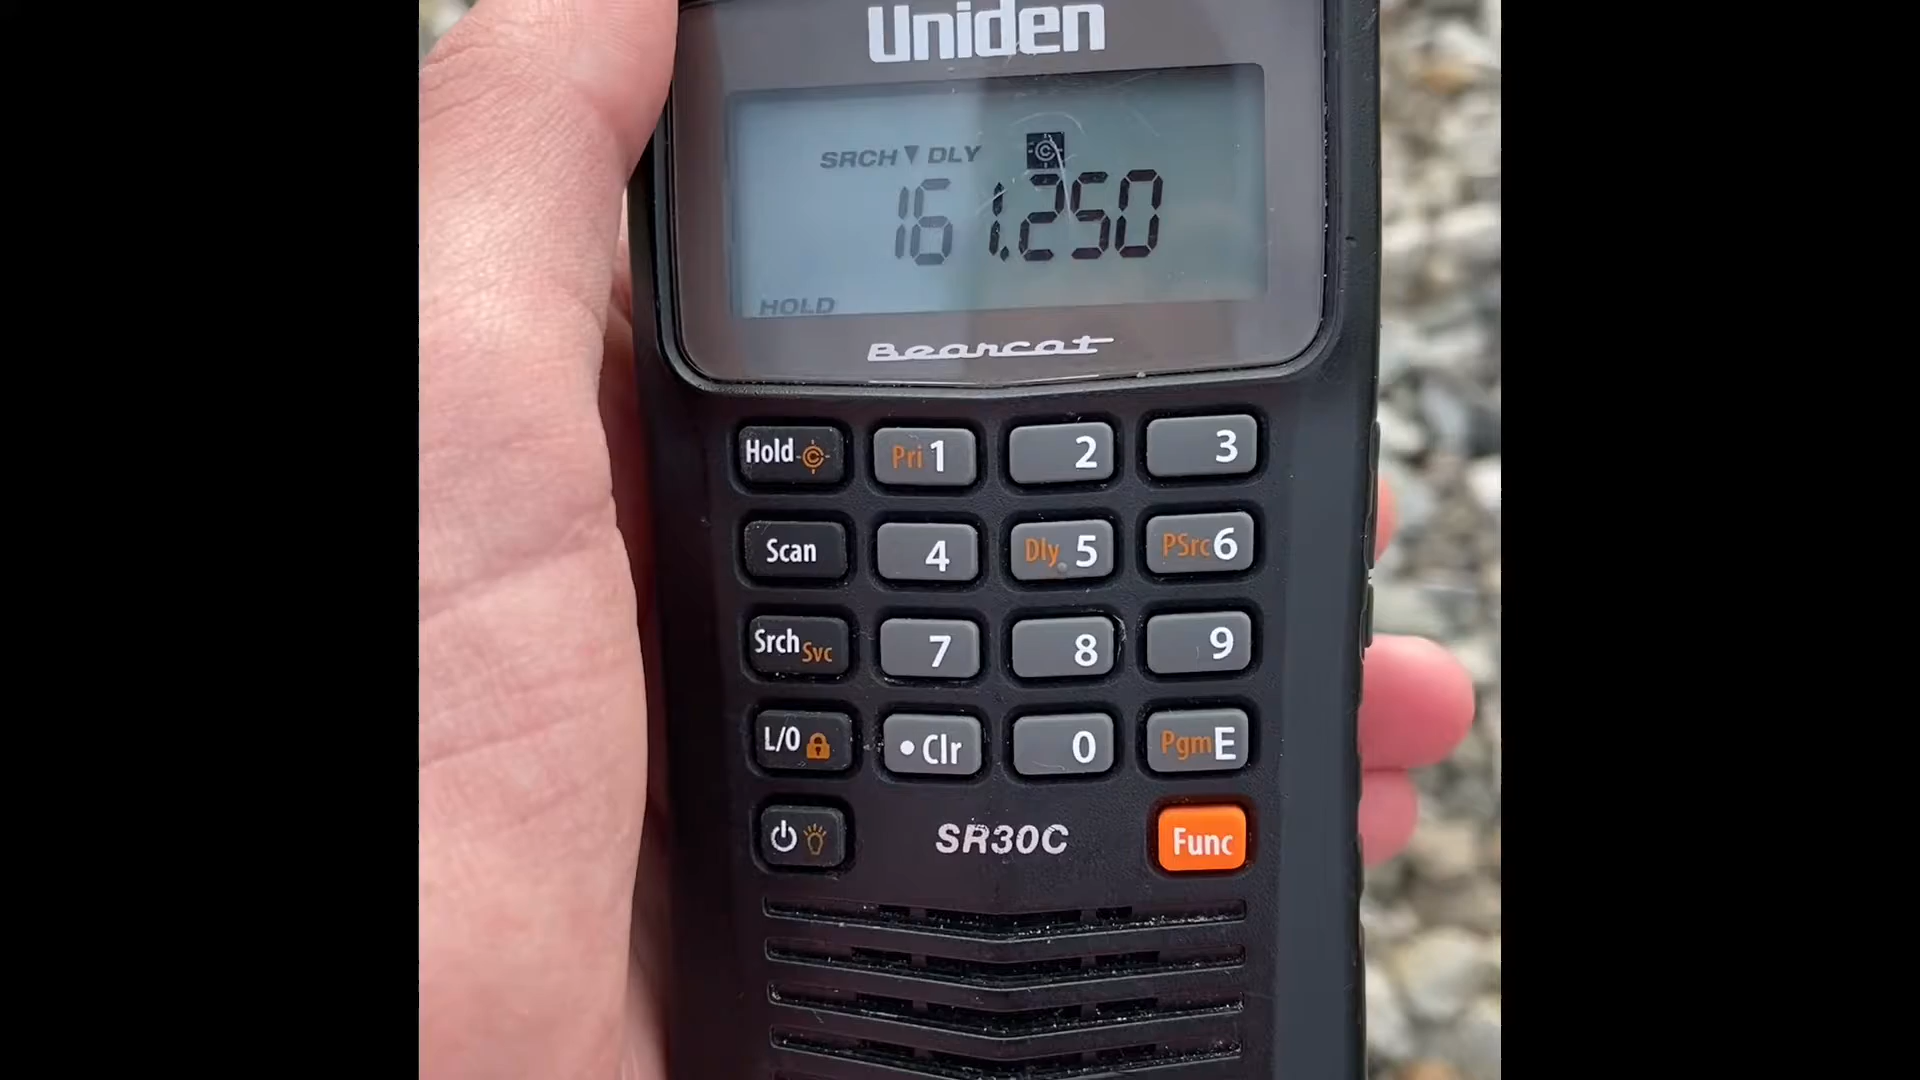 Uniden
SRCH▼DLY
161.250
HOLD
Bearcat
Hold Pri 1 2 3
Scan 4 Dly 5 PSrc 6
Srch Svc 7 8 9
L/O • Clr 0 Pgm E
SR30C Func